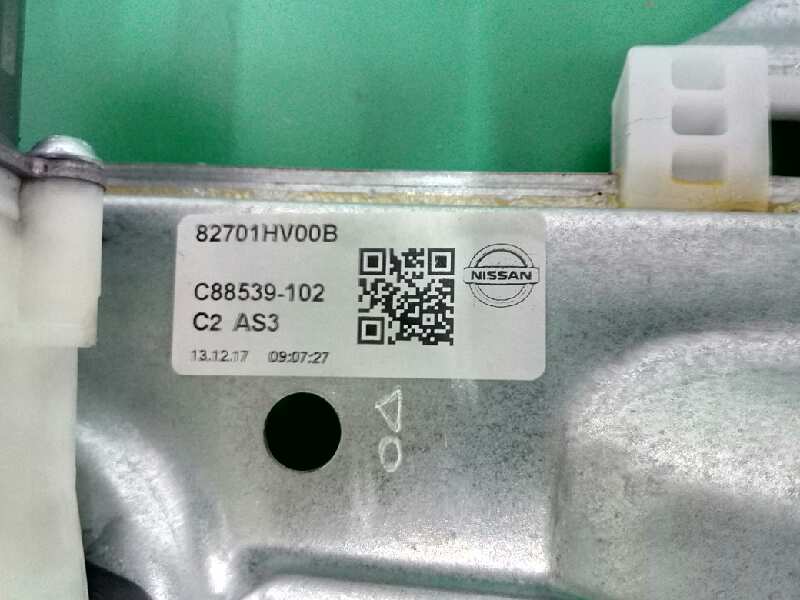 82701HV00B
C88539-102
C2 AS3
13.12.17 09:07:27
NISSAN